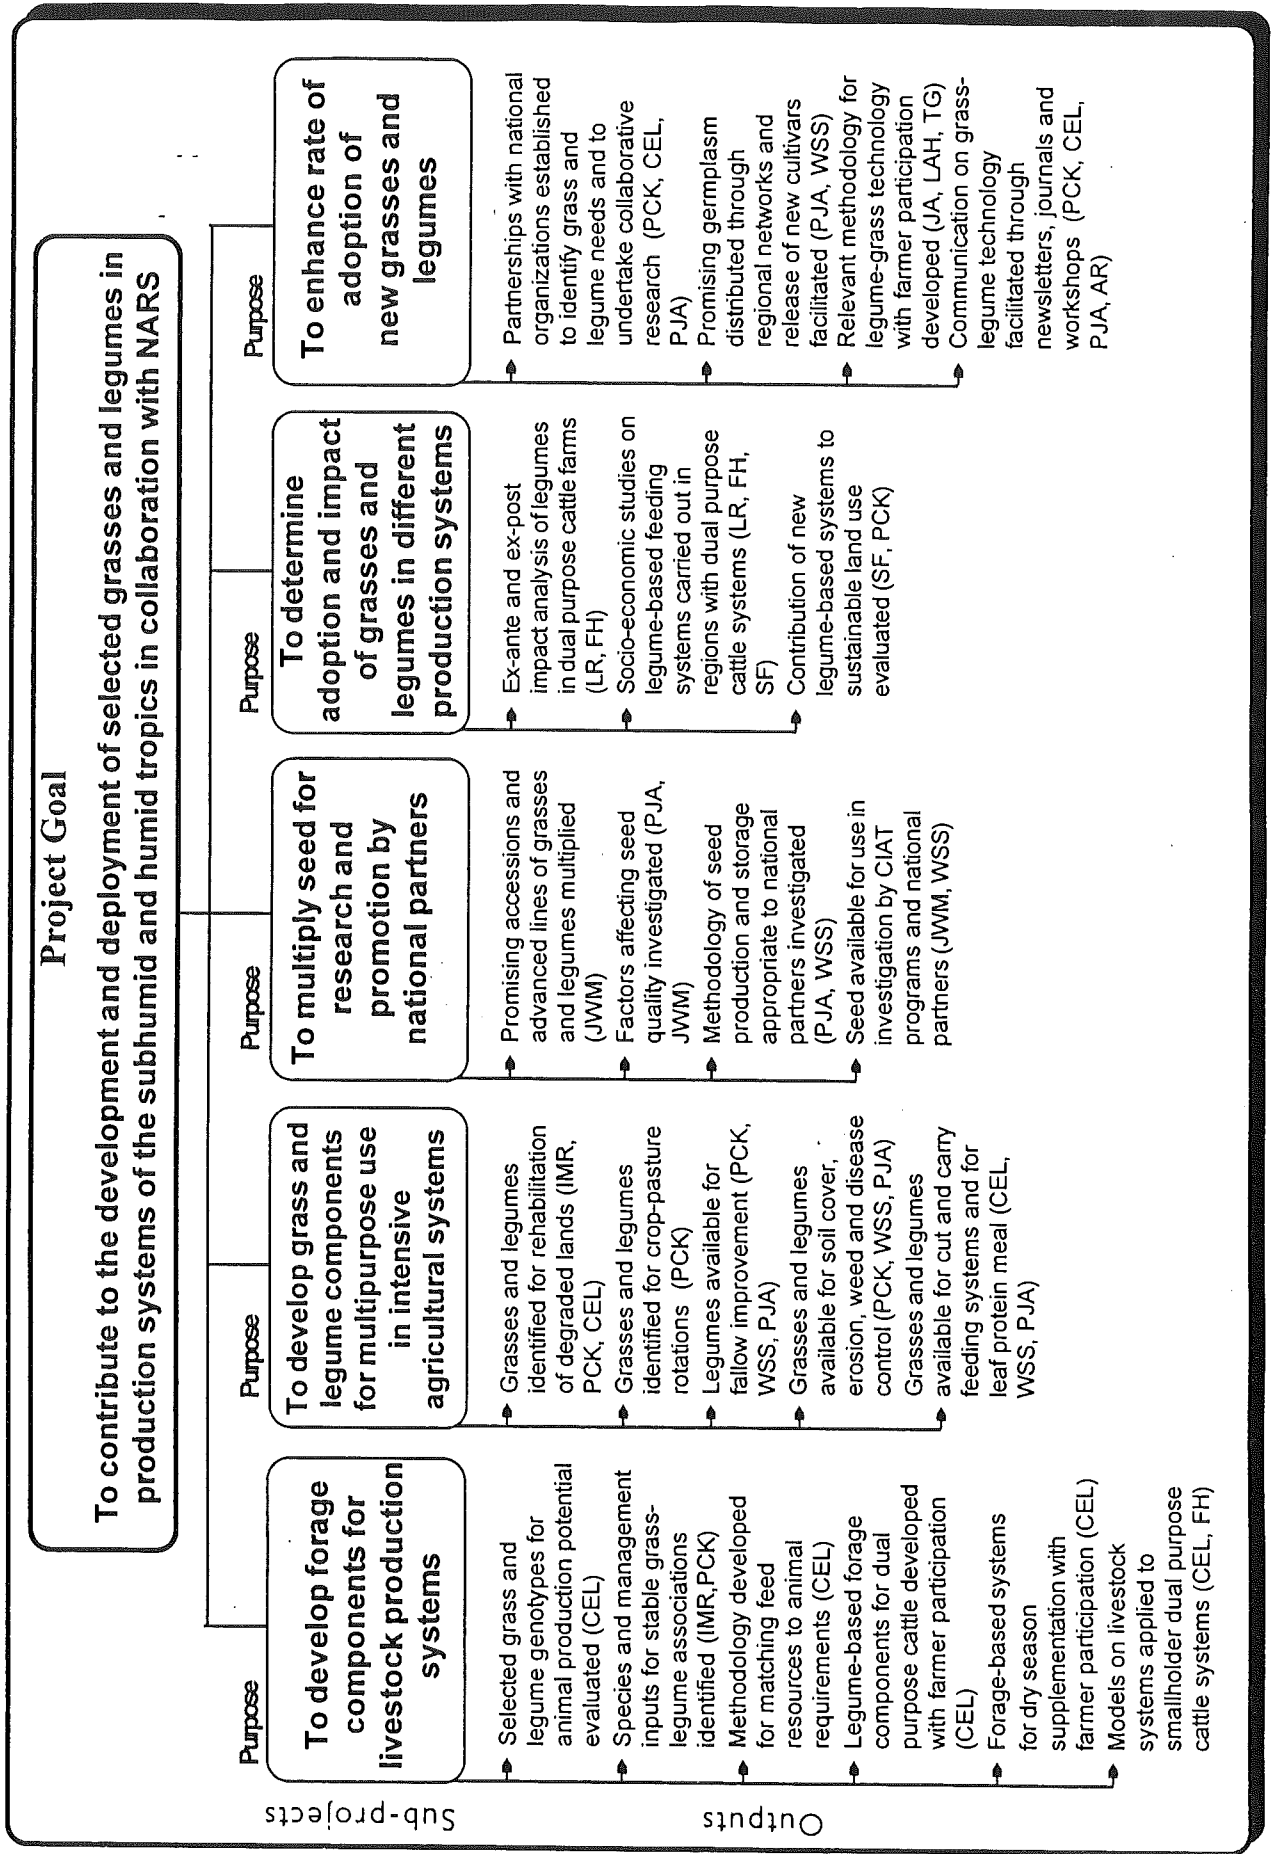 Project Goal
To contribute to the development and deployment of selected grasses and legumes in
production systems of the subhumid and humid tropics in collaboration with NARS
Sub-projects
Outputs
Purpose
To develop forage
components for
livestock production
systems
Selected grass and
legume genotypes for
animal production potential
evaluated (CEL)
Species and management
inputs for stable grass-
legume associations
identified (IMR,PCK)
Methodology developed
for matching feed
resources to animal
requirements (CEL)
Legume-based forage
components for dual
purpose cattle developed
with farmer participation
(CEL)
Forage-based systems
for dry season
supplementation with
farmer participation (CEL)
Models on livestock
systems applied to
smallholder dual purpose
cattle systems (CEL, FH)
Purpose
To develop grass and
legume components
for multipurpose use
in intensive
agricultural systems
Grasses and legumes
identified for rehabilitation
of degraded lands (IMR,
PCK, CEL)
Grasses and legumes
identified for crop-pasture
rotations (PCK)
Legumes available for
fallow improvement (PCK,
WSS, PJA)
Grasses and legumes
available for soil cover,
erosion, weed and disease
control (PCK, WSS, PJA)
Grasses and legumes
available for cut and carry
feeding systems and for
leaf protein meal (CEL,
WSS, PJA)
Purpose
To multiply seed for
research and
promotion by
national partners
Promising accessions and
advanced lines of grasses
and legumes multiplied
(JWM)
Factors affecting seed
quality investigated (PJA,
JWM)
Methodology of seed
production and storage
appropriate to national
partners investigated
(PJA, WSS)
Seed available for use in
investigation by CIAT
programs and national
partners (JWM, WSS)
Purpose
To determine
adoption and impact
of grasses and
legumes in different
production systems
Ex-ante and ex-post
impact analysis of legumes
in dual purpose cattle farms
(LR, FH)
Socio-economic studies on
legume-based feeding
systems carried out in
regions with dual purpose
cattle systems (LR, FH,
SF)
Contribution of new
legume-based systems to
sustainable land use
evaluated (SF, PCK)
Purpose
To enhance rate of
adoption of
new grasses and
legumes
Partnerships with national
organizations established
to identify grass and
legume needs and to
undertake collaborative
research (PCK, CEL,
PJA)
Promising germplasm
distributed through
regional networks and
release of new cultivars
facilitated (PJA, WSS)
Relevant methodology for
legume-grass technology
with farmer participation
developed (JA, LAH, TG)
Communication on grass-
legume technology
facilitated through
newsletters, journals and
workshops (PCK, CEL,
PJA, AR)